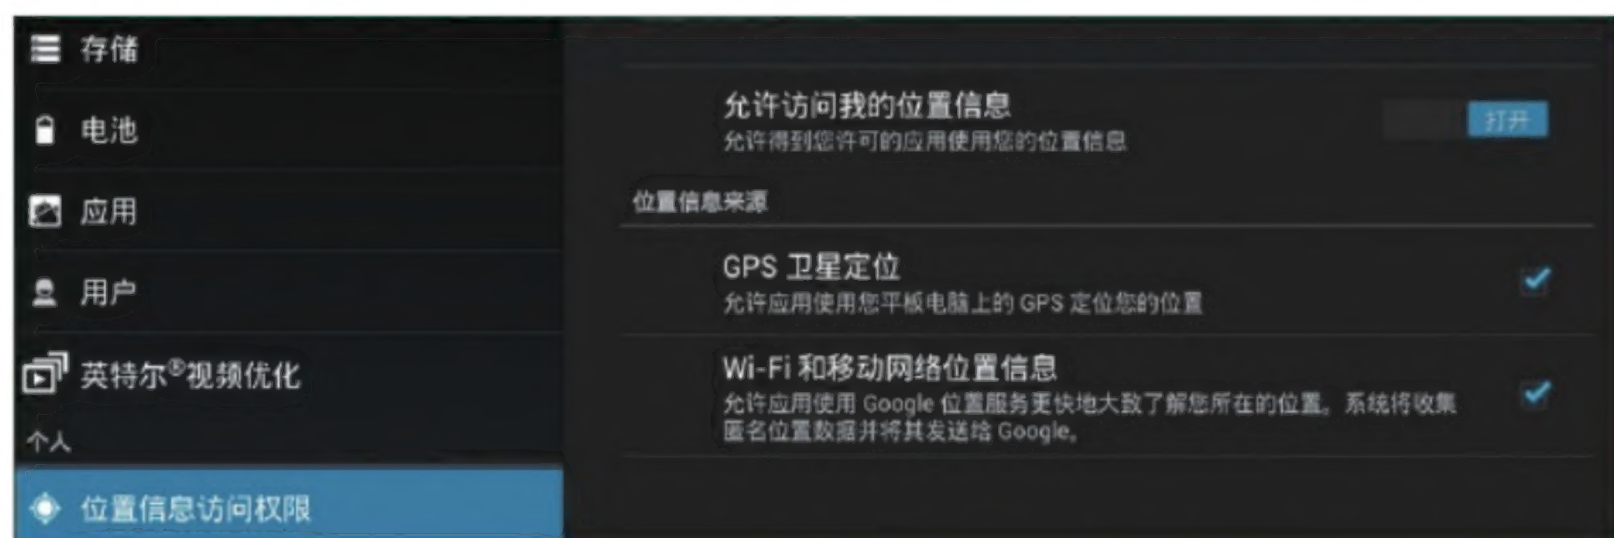 存储
电池
应用
用户
英特尔®视频优化
个人
位置信息访问权限
允许访问我的位置信息
打开
允许得到您许可的应用使用您的位置信息
位置信息来源
GPS 卫星定位
允许应用使用您平板电脑上的 GPS 定位您的位置
Wi-Fi 和移动网络位置信息
允许应用使用 Google 位置服务更快地大致了解您所在的位置。系统将收集
匿名位置数据并将其发送给 Google。